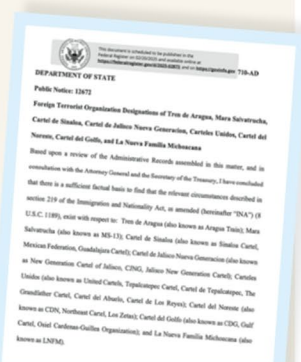 This document is scheduled to be published in the
Federal Register on 02/20/2025 and available online at
and on https://govinfo.gov
710-AD
DEPARTMENT OF STATE
Public Notice: 12672
Foreign Terrorist Organization Designations of Tren de Aragua, Mara Salvatrucha,
Cartel de Sinaloa, Cartel de Jalisco Nueva Generacion, Carteles Unidos, Cartel del
Noreste, Cartel del Golfo, and La Nueva Familia Michoacana
Based upon a review of the Administrative Records assembled in this matter, and in
consultation with the Attorney General and the Secretary of the Treasury, I have concluded
that there is a sufficient factual basis to find that the relevant circumstances described in
section 219 of the Immigration and Nationality Act, as amended (hereinafter "INA") (8
U.S.C. 1189), exist with respect to: Tren de Aragua (also known as Aragua Train); Mara
Salvatrucha (also known as MS-13); Cartel de Sinaloa (also known as Sinaloa Cartel,
Mexican Federation, Guadalajara Cartel); Cartel de Jalisco Nueva Generacion (also known
as New Generation Cartel of Jalisco, CJNG, Jalisco New Generation Cartel); Carteles
Unidos (also known as United Cartels, Tepalcatepec Cartel, Cartel de Tepalcatepec, The
Grandfather Cartel, Cartel del Abuelo, Cartel de Los Reyes); Cartel del Noreste (also
known as CDN, Northeast Cartel, Los Zetas); Cartel del Golfo (also known as CDG, Gulf
Cartel, Osiel Cardenas-Guillen Organization); and La Nueva Familia Michoacana (also
known as LNFM).